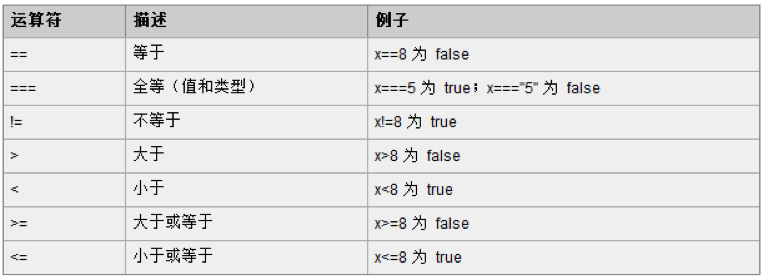 运算符 描述 例子
== 等于 x==8 为 false
=== 全等（值和类型） x===5 为 true；x==="5" 为 false
!= 不等于 x!=8 为 true
> 大于 x>8 为 false
< 小于 x<8 为 true
>= 大于或等于 x>=8 为 false
<= 小于或等于 x<=8 为 true